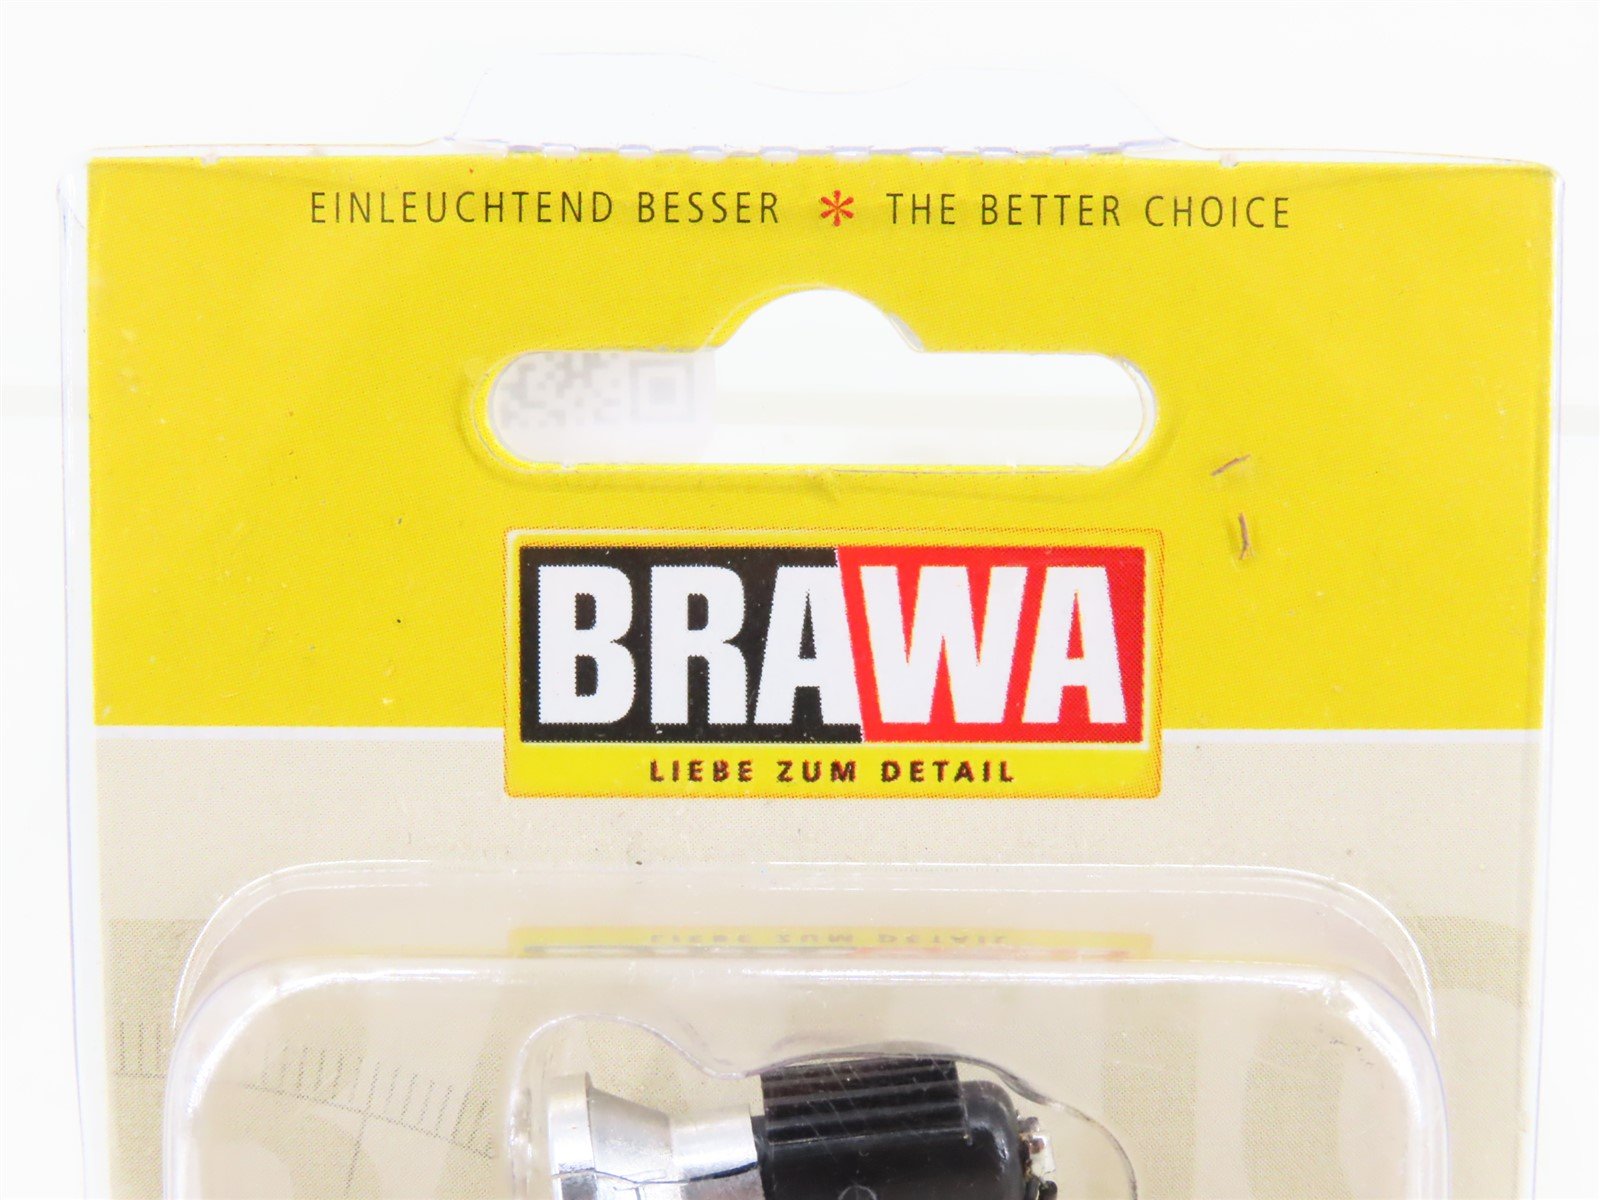 EINLEUCHTEND BESSER * THE BETTER CHOICE
BRAWA
LIEBE ZUM DETAIL